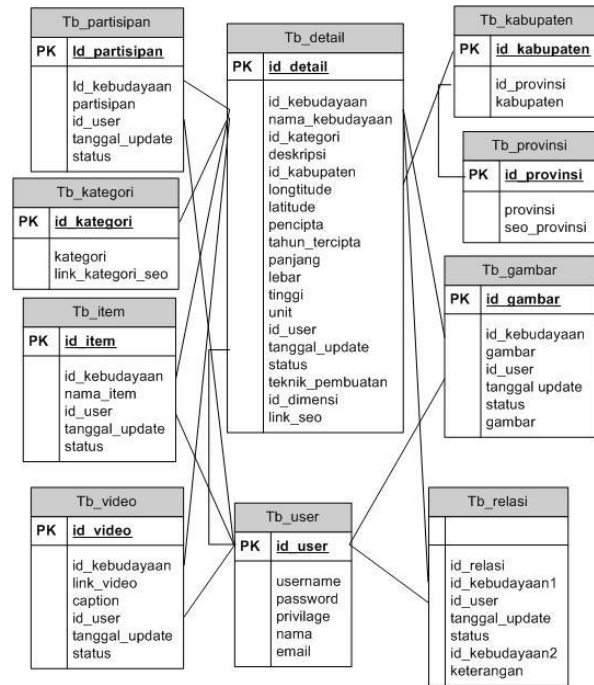 Tb_partisipan
PK Id_partisipan
Id_kebudayaan
partisipan
id_user
tanggal_update
status
Tb_kategori
PK id_kategori
kategori
link_kategori_seo
Tb_item
PK id_item
id_kebudayaan
nama_item
id_user
tanggal_update
status
Tb_video
PK id_video
id_kebudayaan
link_video
caption
id_user
tanggal_update
status
Tb_detail
PK id_detail
id_kebudayaan
nama_kebudayaan
id_kategori
deskripsi
id_kabupaten
longtitude
latitude
pencipta
tahun_tercipta
panjang
lebar
tinggi
unit
id_user
tanggal_update
status
teknik_pembuatan
id_dimensi
link_seo
Tb_user
PK id_user
username
password
privilage
nama
email
Tb_kabupaten
PK id_kabupaten
id_provinsi
kabupaten
Tb_provinsi
PK id_provinsi
provinsi
seo_provinsi
Tb_gambar
PK id_gambar
id_kebudayaan
gambar
id_user
tanggal update
status
gambar
Tb_relasi
id_relasi
id_kebudayaan1
id_user
tanggal_update
status
id_kebudayaan2
keterangan